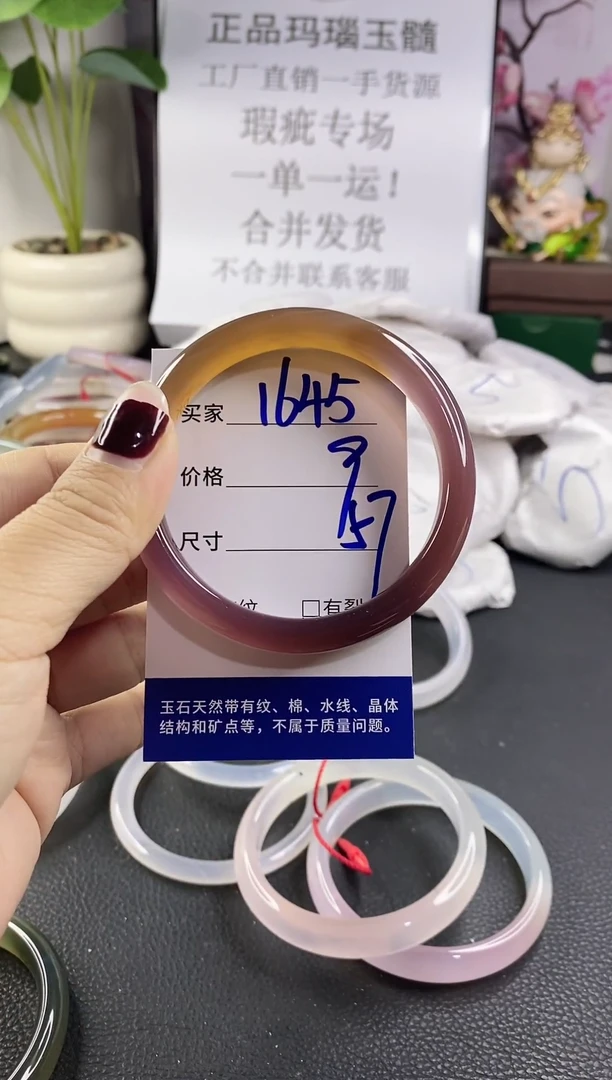 正品玛瑙玉髓
工厂直销一手货源
瑕疵专场
一单一运！
合并发货
不合并联系客服
买家 1645
价格
尺寸 57
纹 □有裂
玉石天然带有纹、棉、水线、晶体
结构和矿点等，不属于质量问题。